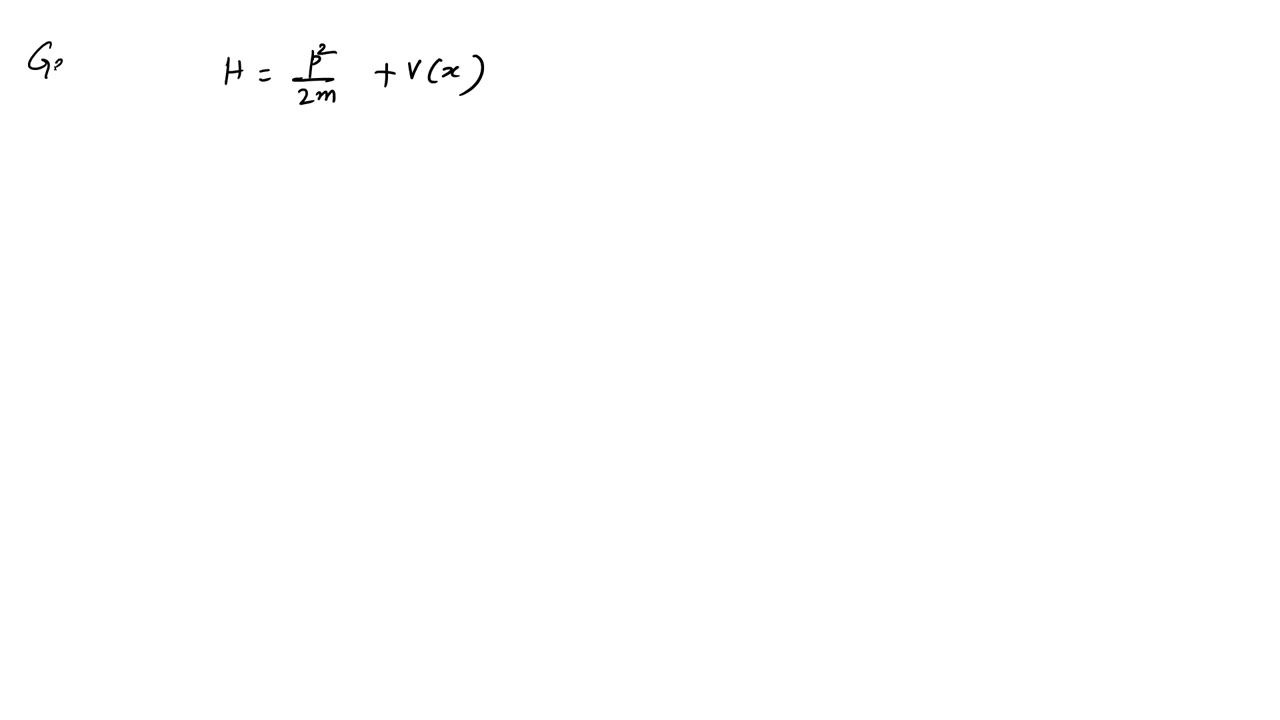 G? H = p²/2m + V(x)